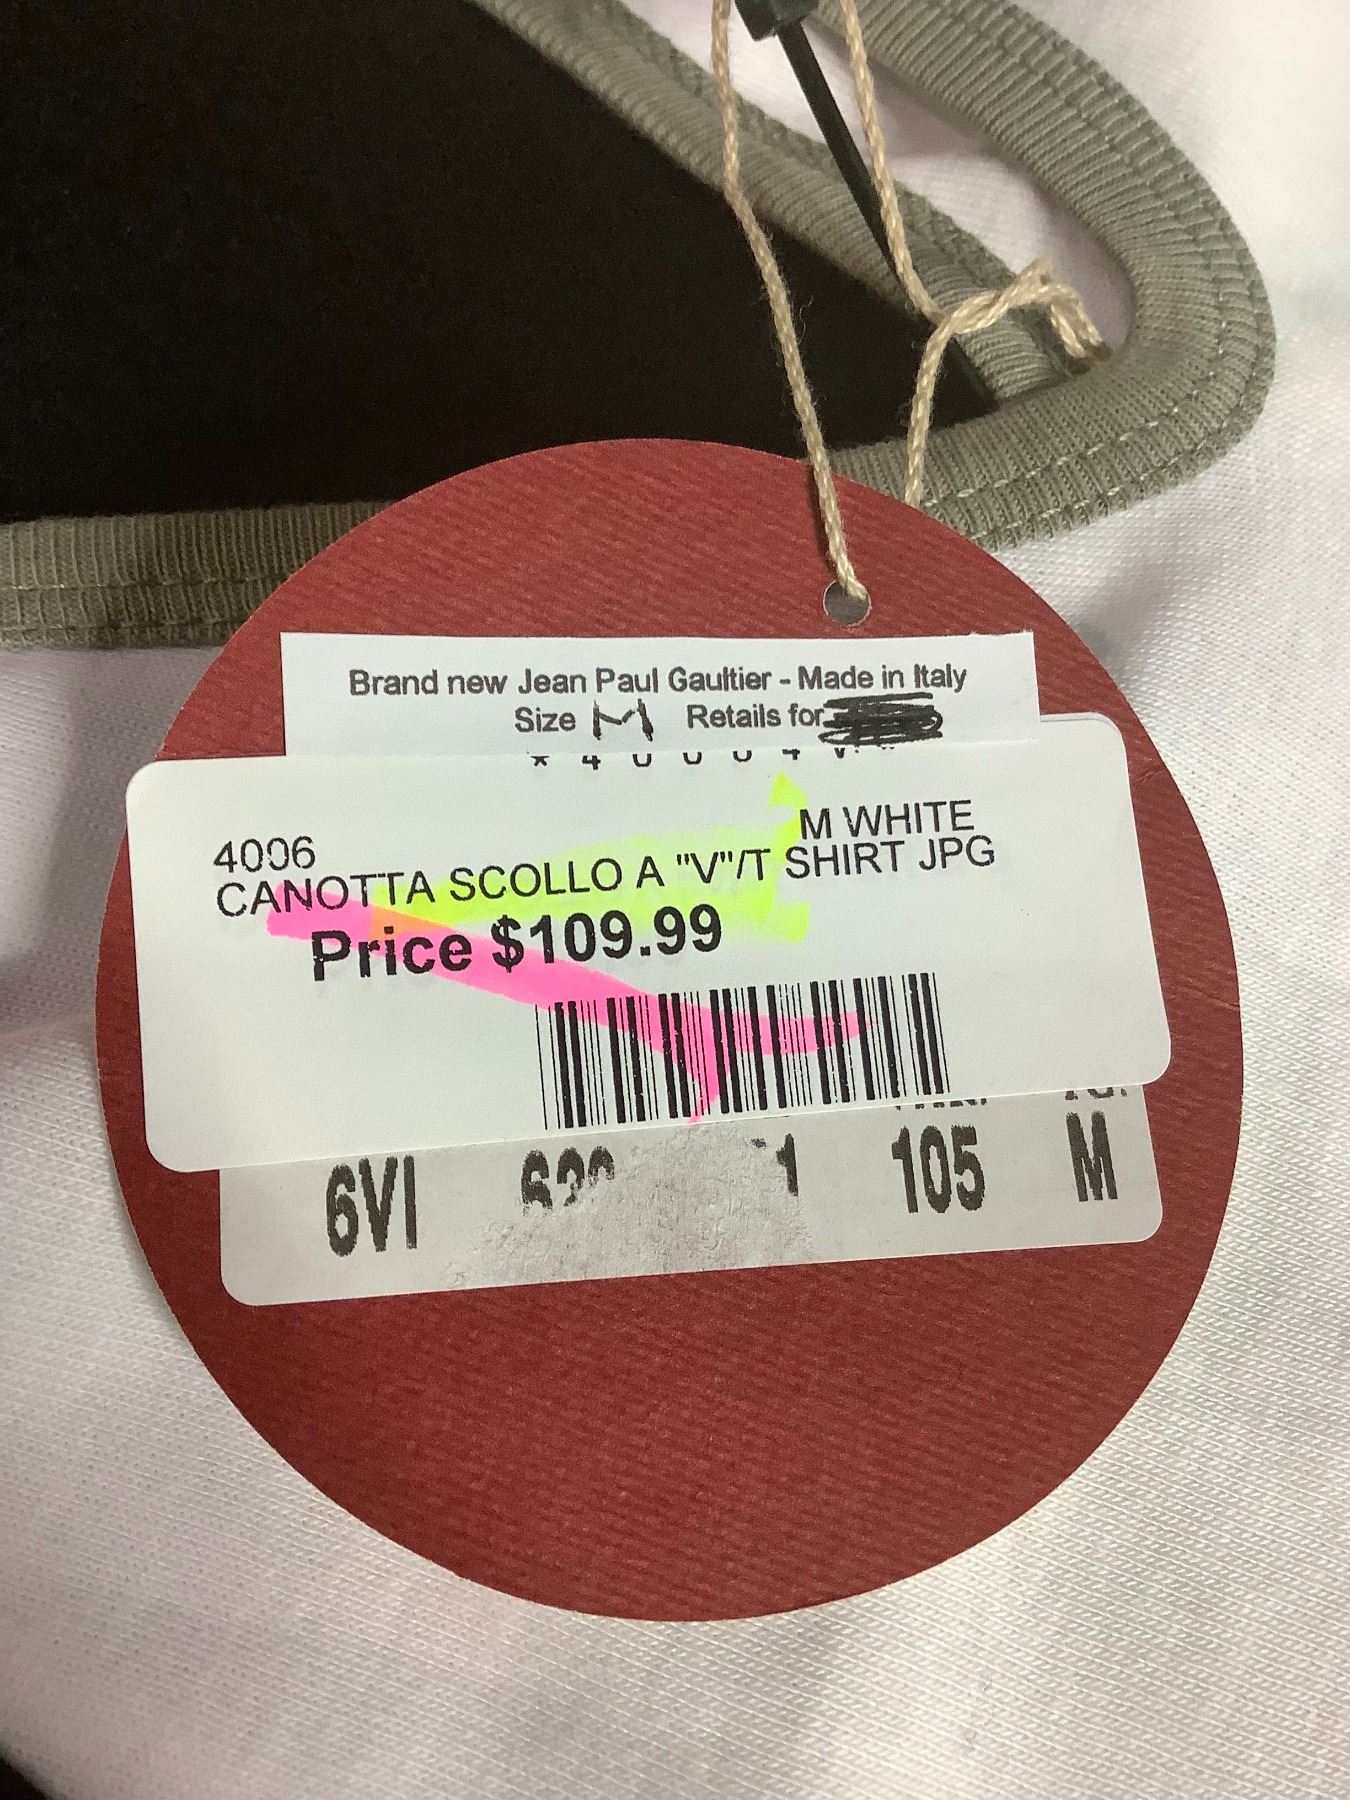 Brand new Jean Paul Gaultier - Made in Italy
Size M Retails for
M WHITE
4006
CANOTTA SCOLLO A "V"/T SHIRT JPG
Price $109.99
6VI 105 M